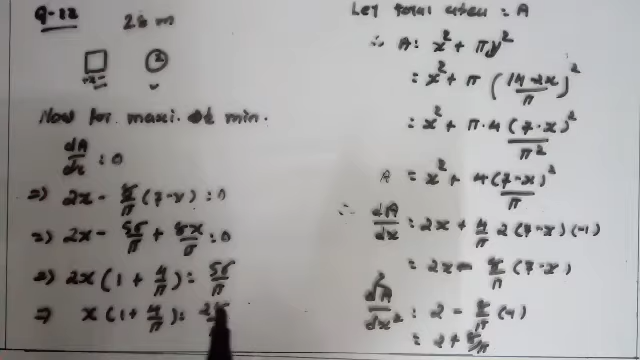 Q-22
28 m
□ ○
Now for maxi. & min.
dA/dx = 0
⇒ 2x - 8/π (7-x) = 0
⇒ 2x - 56/π + 8x/π = 0
⇒ 2x (1 + 4/π) = 56/π
⇒ x (1 + 4/π) =
Let total area = A
∴ A = x² + πy²
= x² + π (14-2x/π)²
= x² + π·4 (7-x)²/π²
A = x² + 4(7-x)²/π
∴ dA/dx = 2x + 4/π 2(7-x)(-1)
= 2x - 8/π (7-x)
d²A/dx² = 2 - 8/π (-1)
= 2 + 8/π